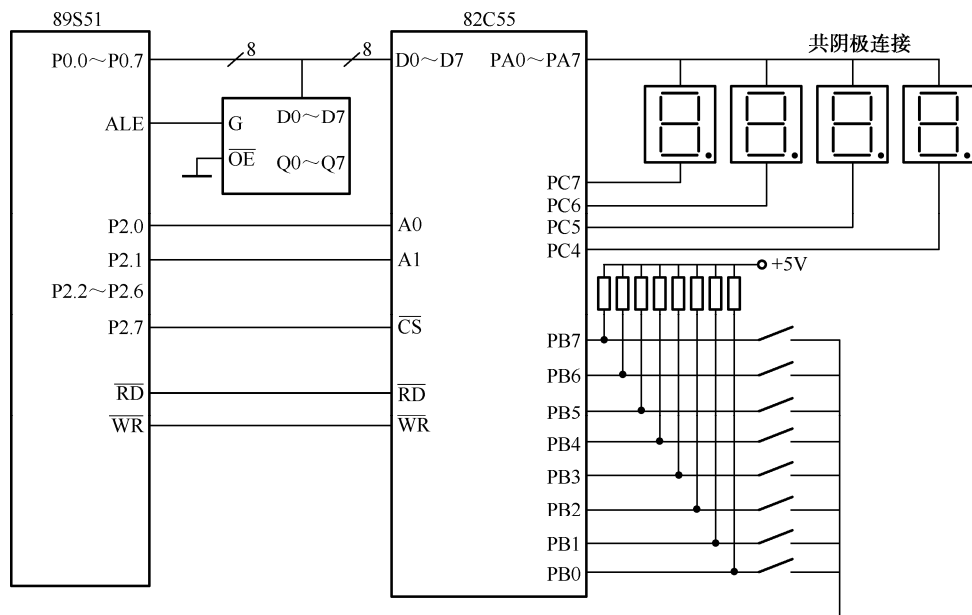 89S51
82C55
P0.0～P0.7
8
8
D0～D7
PA0～PA7
共阴极连接
ALE
G
D0～D7
OE
Q0～Q7
PC7
PC6
PC5
PC4
P2.0
A0
P2.1
A1
+5V
P2.2～P2.6
P2.7
CS
PB7
PB6
RD
RD
WR
WR
PB5
PB4
PB3
PB2
PB1
PB0